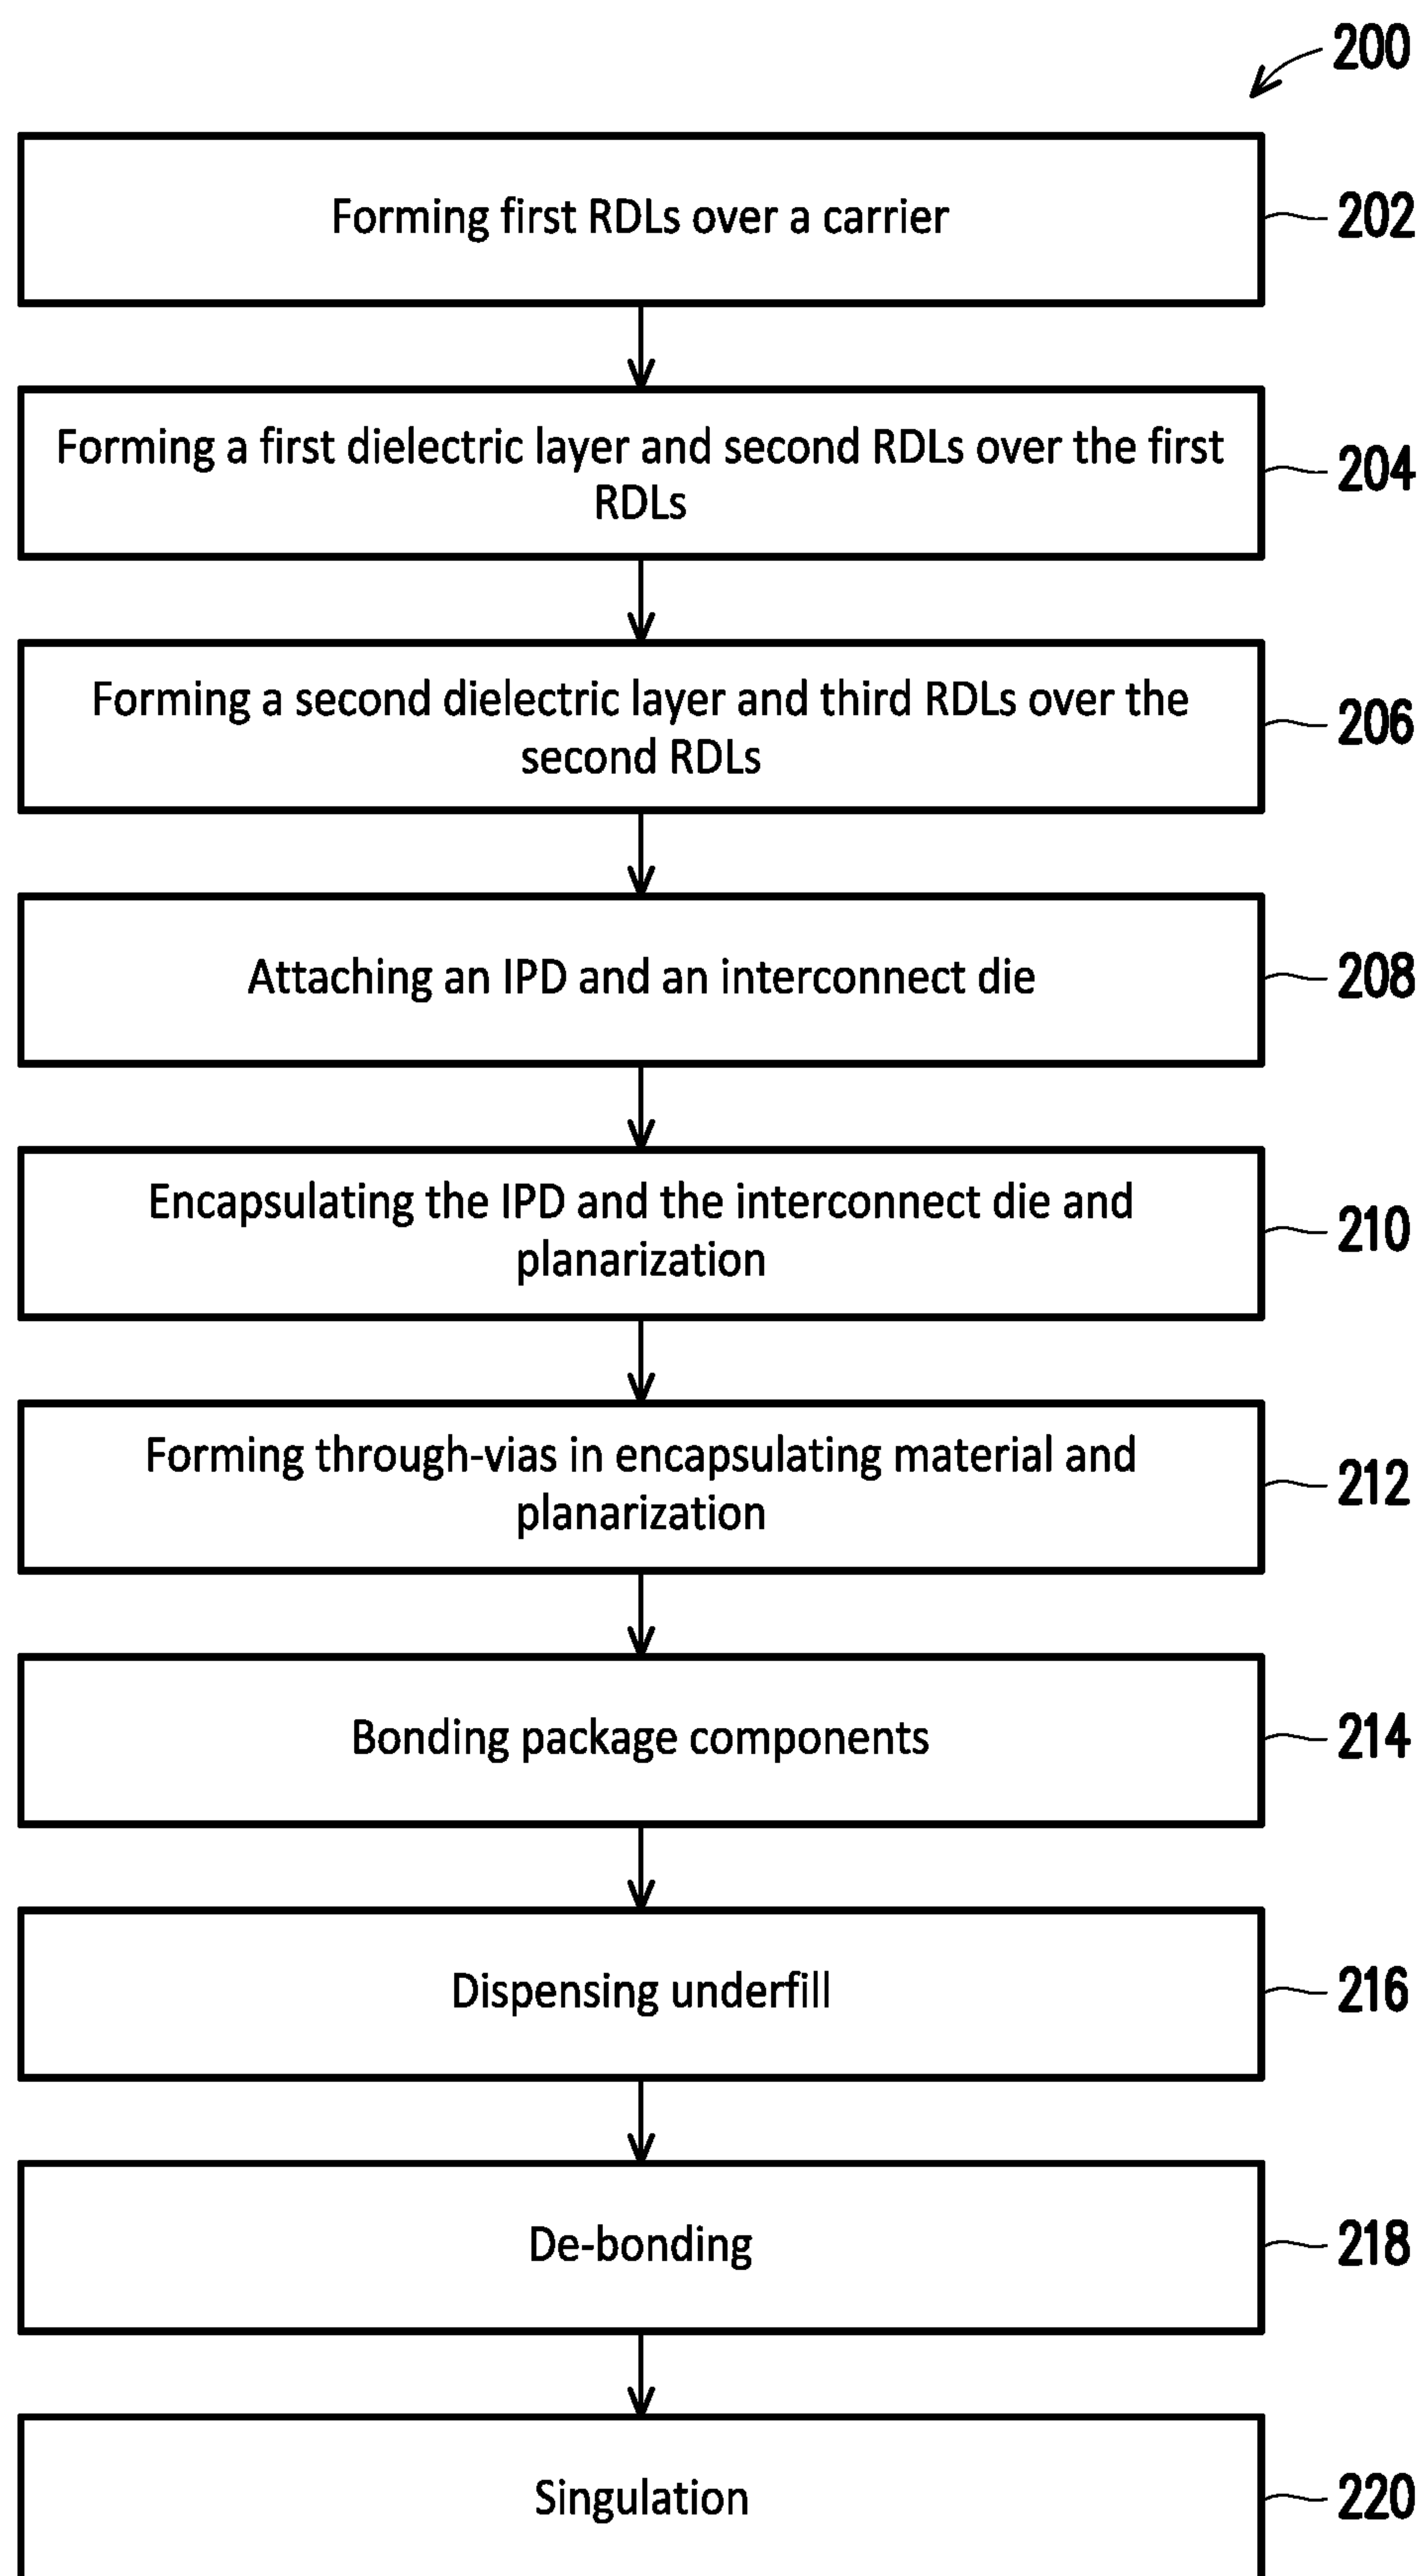 200
Forming first RDLs over a carrier
202
Forming a first dielectric layer and second RDLs over the first
RDLs
204
Forming a second dielectric layer and third RDLs over the
second RDLs
206
Attaching an IPD and an interconnect die
208
Encapsulating the IPD and the interconnect die and
planarization
210
Forming through-vias in encapsulating material and
planarization
212
Bonding package components
214
Dispensing underfill
216
De-bonding
218
Singulation
220